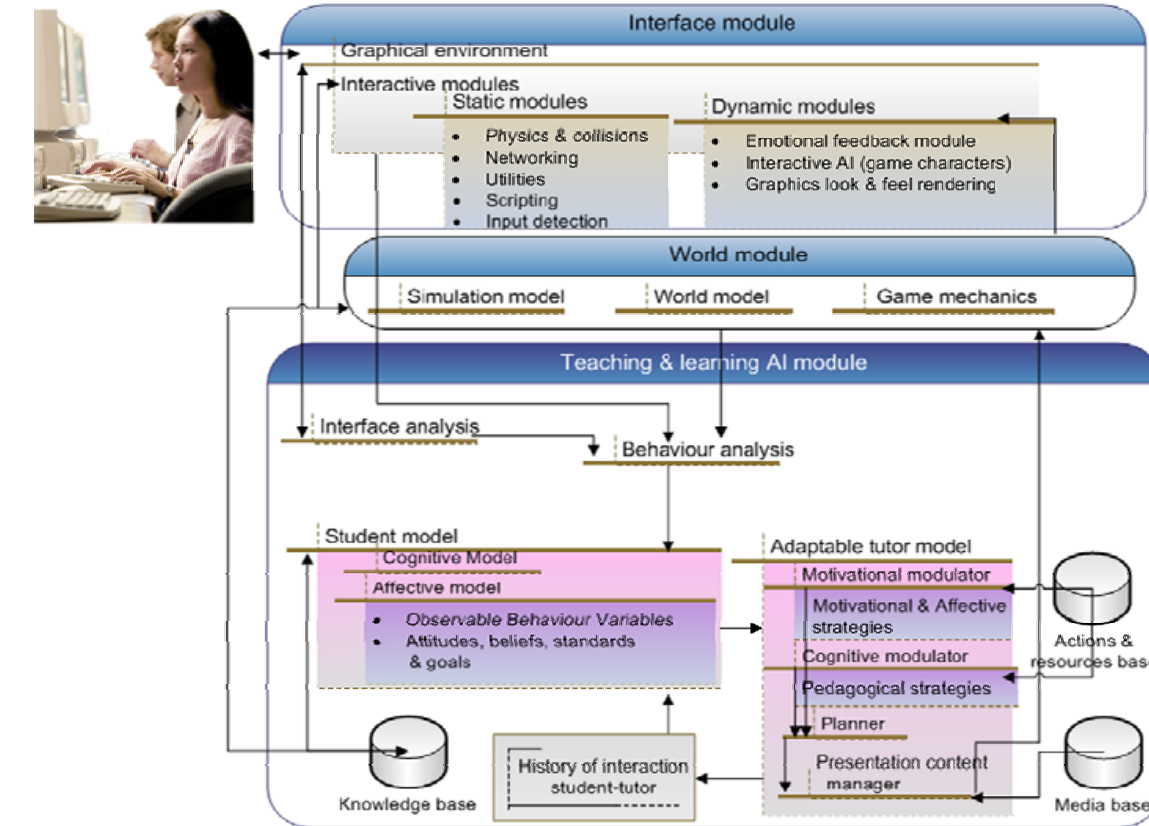 Interface module
Graphical environment
Interactive modules
Static modules
• Physics & collisions
• Networking
• Utilities
• Scripting
• Input detection
Dynamic modules
• Emotional feedback module
• Interactive AI (game characters)
• Graphics look & feel rendering
World module
Simulation model
World model
Game mechanics
Teaching & learning AI module
Interface analysis
Behaviour analysis
Student model
Cognitive Model
Affective model
• Observable Behaviour Variables
• Attitudes, beliefs, standards
& goals
Adaptable tutor model
Motivational modulator
Motivational & Affective
strategies
Cognitive modulator
Pedagogical strategies
Planner
Presentation content
manager
Actions &
resources base
History of interaction
student-tutor
Knowledge base
Media base